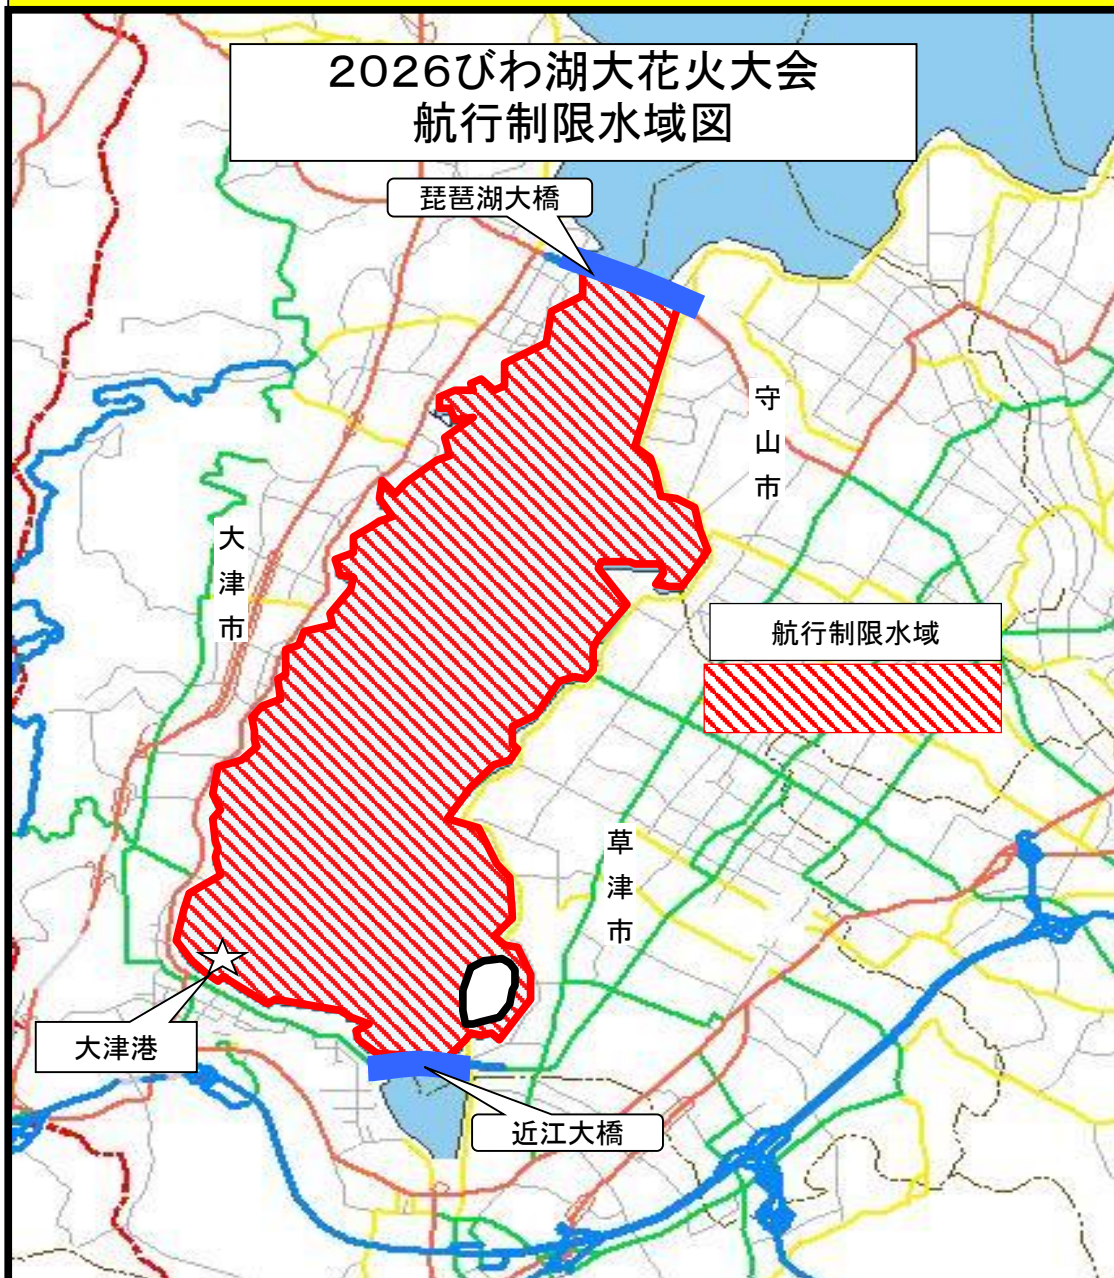 2026びわ湖大花火大会
航行制限水域図
琵琶湖大橋
守山市
大津市
航行制限水域
草津市
大津港
近江大橋